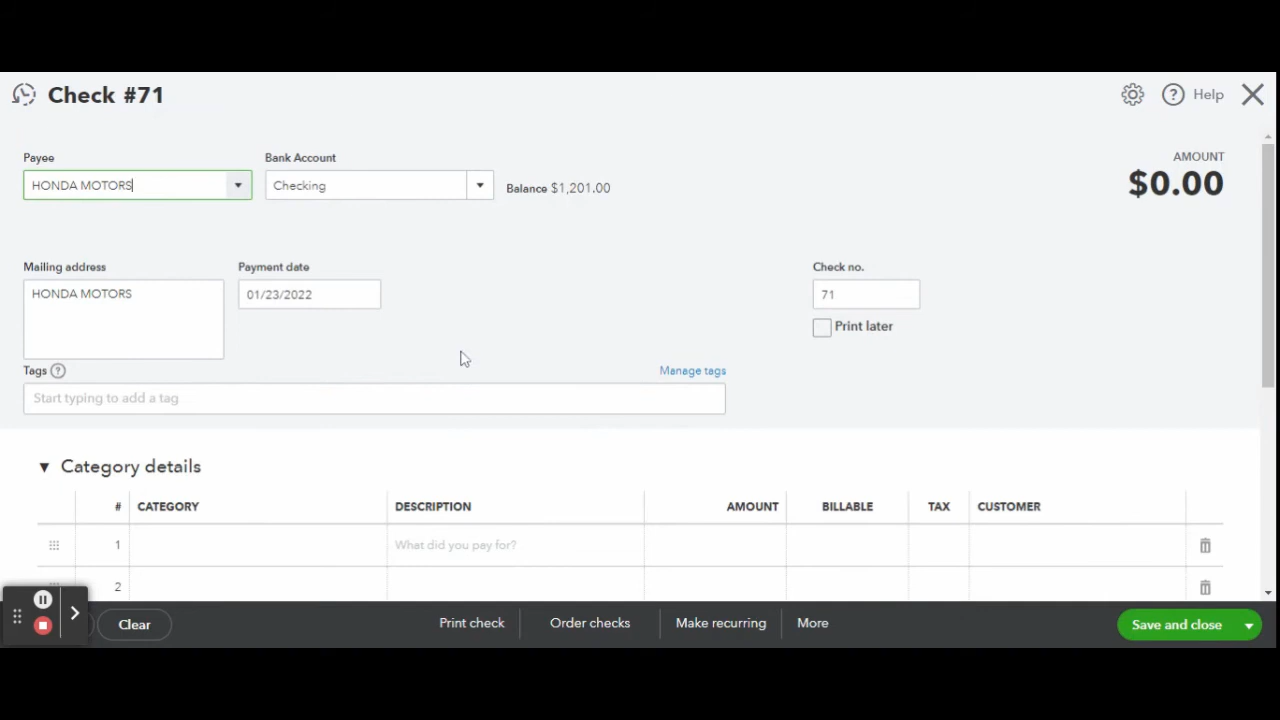 Check #71
Help
Payee
Bank Account
AMOUNT
HONDA MOTORS
Checking
Balance $1,201.00
$0.00
Mailing address
Payment date
Check no.
HONDA MOTORS
01/23/2022
71
Print later
Tags ?
Manage tags
Start typing to add a tag
Category details
# CATEGORY DESCRIPTION AMOUNT BILLABLE TAX CUSTOMER
1 What did you pay for?
2
Clear
Print check
Order checks
Make recurring
More
Save and close